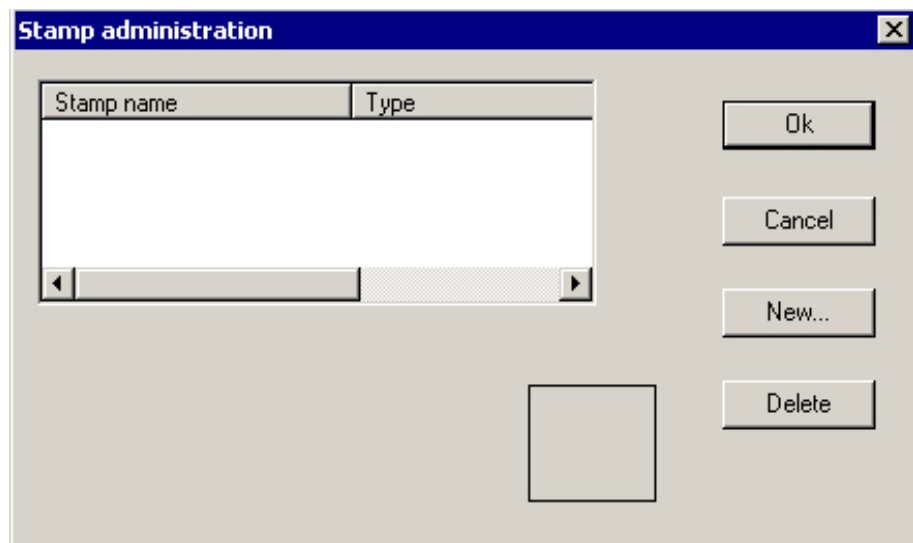 Stamp administration
Stamp name Type
Ok
Cancel
New...
Delete